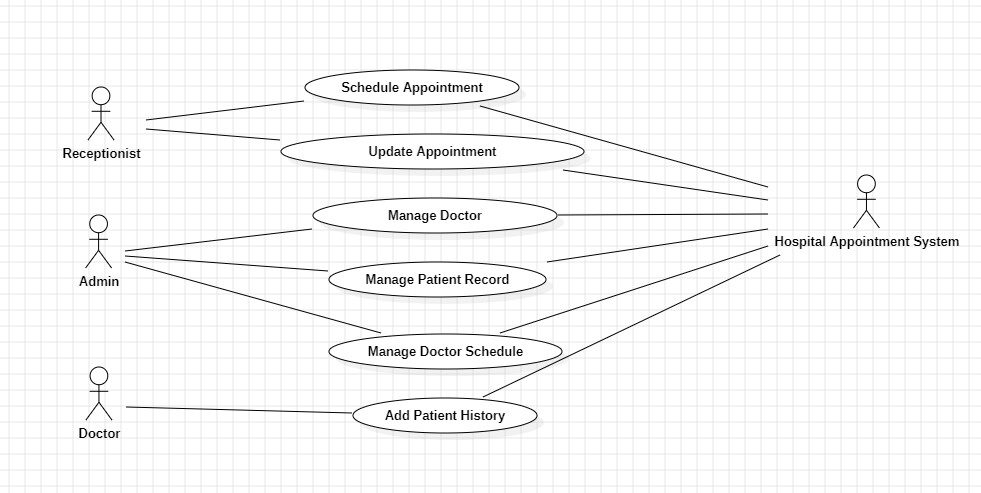 Schedule Appointment
Receptionist
Update Appointment
Manage Doctor
Hospital Appointment System
Admin
Manage Patient Record
Manage Doctor Schedule
Add Patient History
Doctor